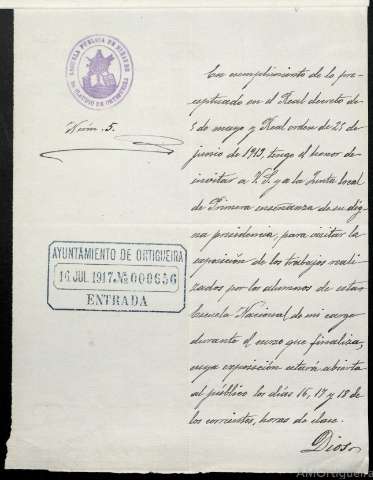 ESCUELA PÚBLICA DE NIÑOS DE
S. CLAUDIO DE ORTIGUEIRA
Núm. 5.
AYUNTAMIENTO DE ORTIGUEIRA
16 JUL. 1917. Nº 000656
ENTRADA
En cumplimiento de lo pre-
ceptuado en el Real decreto de
5 de mayo y Real orden de 25 de
junio de 1913, tengo el honor de
invitar a V. S. y a la Junta local
de Primera enseñanza de su dig-
na presidencia, para visitar la
exposición de los trabajos reali-
zados por los alumnos de esta
Escuela Nacional de mi cargo
durante el curso que finaliza,
cuya exposición estará abierta
al público los días 16, 17 y 18 de
los corrientes, horas de clase.
Dios
AMOrtigueira